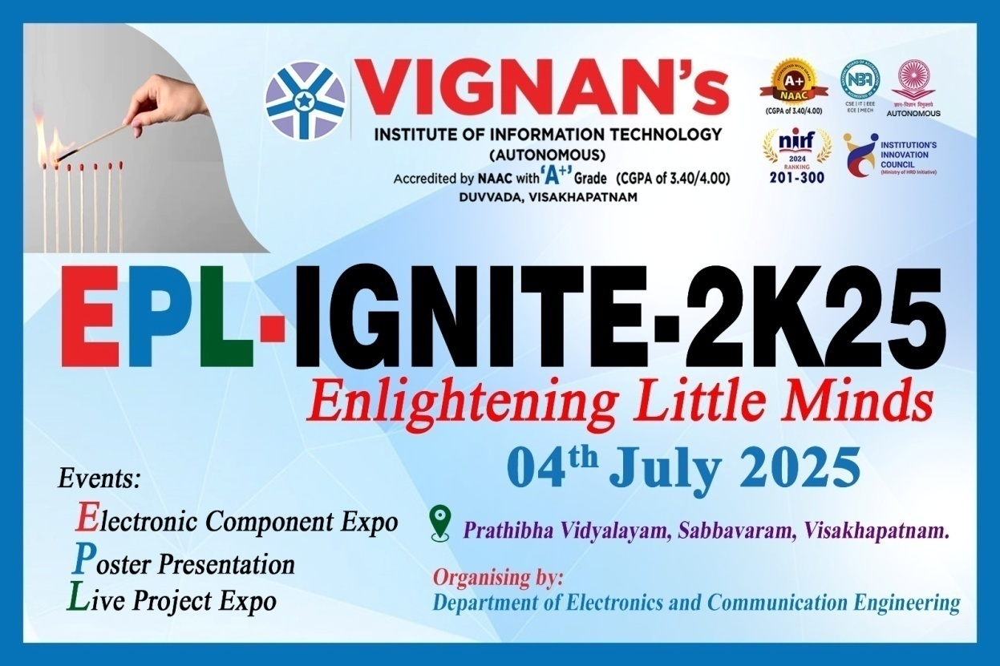 VIGNAN's
INSTITUTE OF INFORMATION TECHNOLOGY
(AUTONOMOUS)
Accredited by NAAC with 'A+' Grade (CGPA of 3.40/4.00)
DUVVADA, VISAKHAPATNAM
A+
NAAC
(CGPA of 3.40/4.00)
NBA
CSE | IT | EEE
ECE | MECH
ज्ञान-विज्ञान विमुक्तये
AUTONOMOUS
nirf
2024
RANKING
201-300
INSTITUTION'S
INNOVATION
COUNCIL
(Ministry of HRD Initiative)
EPL-IGNITE-2K25
Enlightening Little Minds
04th July 2025
Events:
Electronic Component Expo
Poster Presentation
Live Project Expo
Prathibha Vidyalayam, Sabbavaram, Visakhapatnam.
Organising by:
Department of Electronics and Communication Engineering